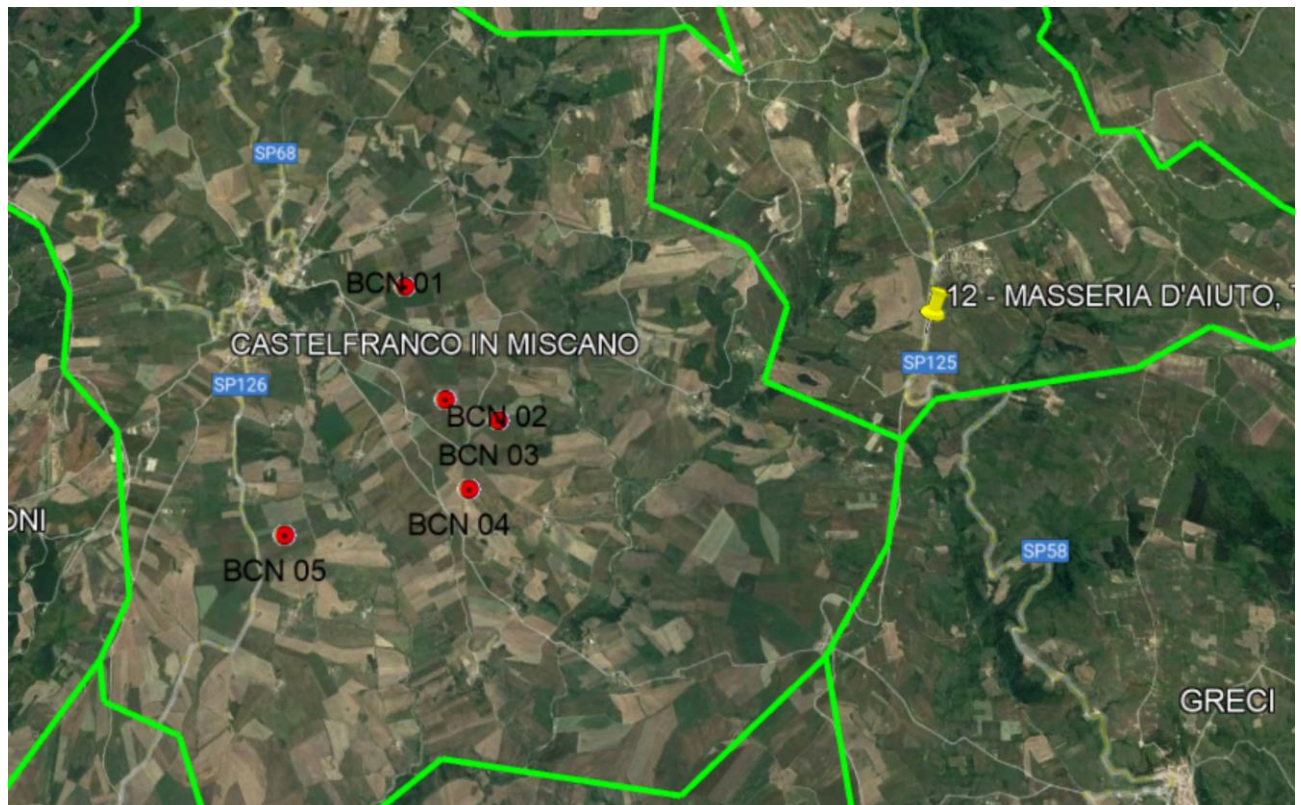 SP68
BCN 01
12 - MASSERIA D'AIUTO,
CASTELFRANCO IN MISCANO
SP125
SP126
BCN 02
BCN 03
BCN 04
ONI
SP58
BCN 05
GRECI